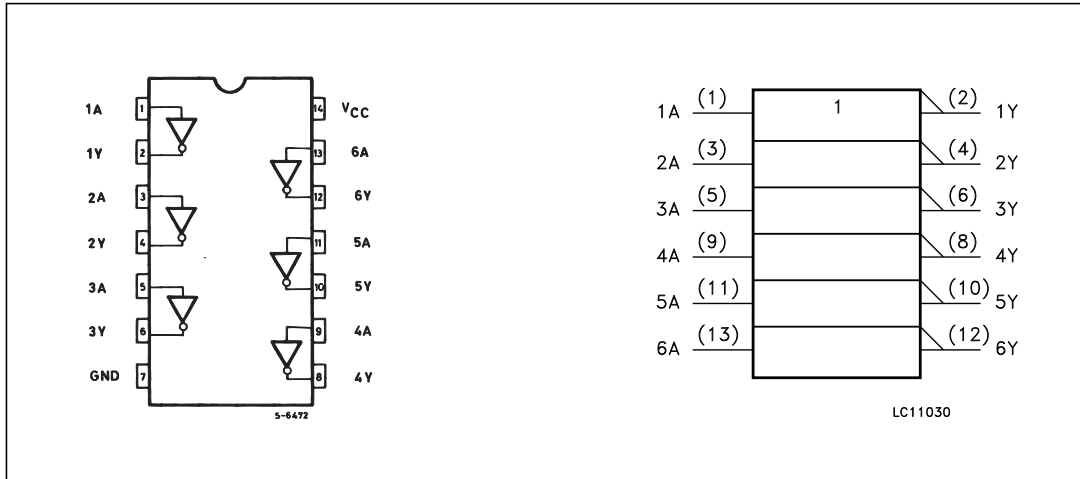 1A 1 14 VCC
1Y 2 13 6A
2A 3 12 6Y
2Y 4 11 5A
3A 5 10 5Y
3Y 6 9 4A
GND 7 8 4Y
S-6472
1A (1) 1 (2) 1Y
2A (3) (4) 2Y
3A (5) (6) 3Y
4A (9) (8) 4Y
5A (11) (10) 5Y
6A (13) (12) 6Y
LC11030